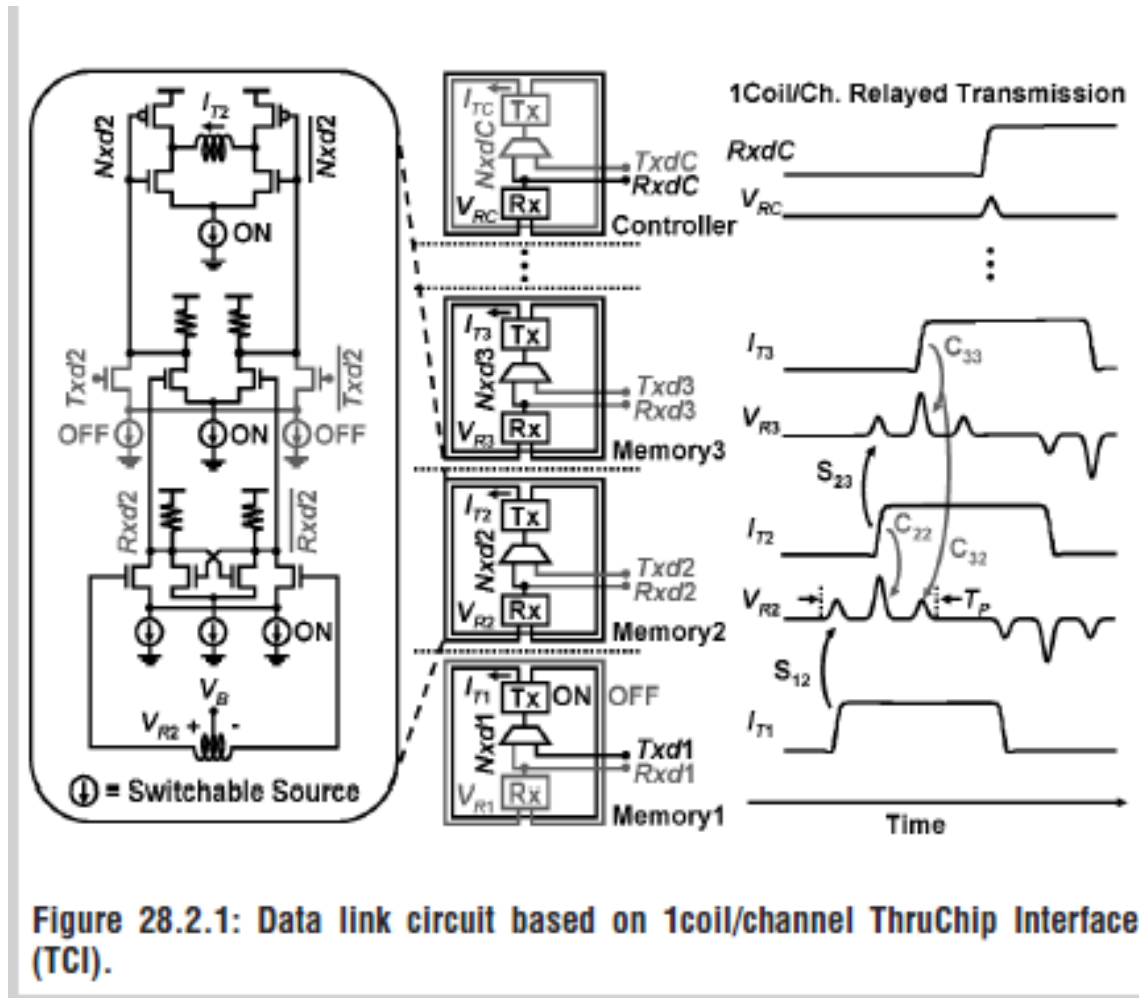 I_T2
Nxd2
Nxd2
ON
Txd2
Txd2
OFF
ON
OFF
Rxd2
Rxd2
ON
V_B
V_R2 + -
= Switchable Source
I_TC
Tx
NxdC
TxdC
RxdC
V_RC
Rx
Controller
I_T3
Tx
Nxd3
Txd3
Rxd3
V_R3
Rx
Memory3
I_T2
Tx
Nxd2
Txd2
Rxd2
V_R2
Rx
Memory2
I_T1
Tx
ON
OFF
Nxd1
Txd1
Rxd1
V_R1
Rx
Memory1
1Coil/Ch. Relayed Transmission
RxdC
V_RC
I_T3
C_33
V_R3
S_23
I_T2
C_22
C_32
V_R2
T_P
S_12
I_T1
Time
Figure 28.2.1: Data link circuit based on 1coil/channel ThruChip Interface
(TCI).